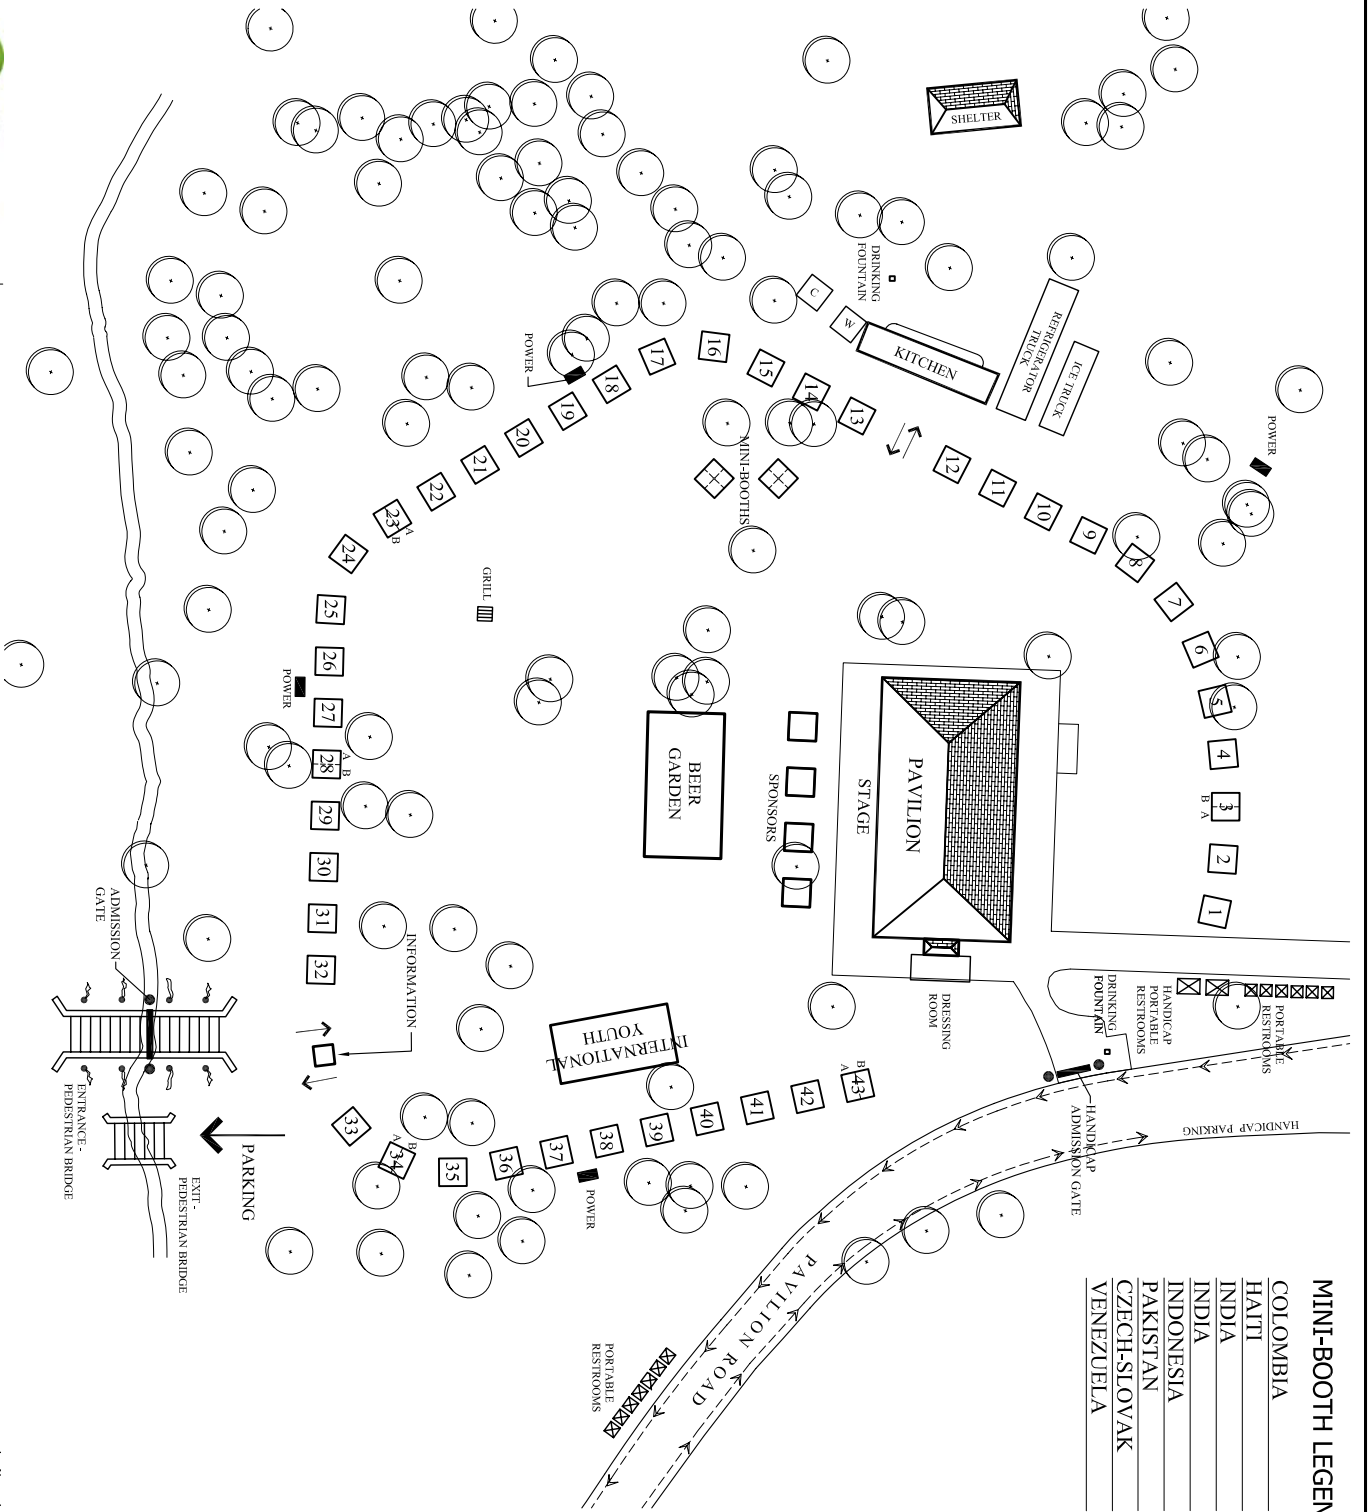 MINI-BOOTH LEGEN
COLOMBIA
HAITI
INDIA
INDIA
INDONESIA
PAKISTAN
CZECH-SLOVAK
VENEZUELA
SHELTER
DRINKING
FOUNTAIN
C
W
KITCHEN
REFRIGERATOR
TRUCK
ICE TRUCK
POWER
POWER
MINI-BOOTHS
1
2
3
B A
4
5
6
7
8
9
10
11
12
13
14
15
16
17
18
19
20
21
22
23
A
B
24
25
26
27
28
A B
29
30
31
32
33
34
A
B
35
36
37
38
39
40
41
42
43
B
A
GRILL
POWER
BEER
GARDEN
SPONSORS
STAGE
PAVILION
DRESSING
ROOM
DRINKING
FOUNTAIN
HANDICAP
PORTABLE
RESTROOMS
PORTABLE
RESTROOMS
HANDICAP
ADMISSION GATE
HANDICAP PARKING
INFORMATION
INTERNATIONAL
YOUTH
POWER
ADMISSION
GATE
ENTRANCE -
PEDESTRIAN BRIDGE
EXIT -
PEDESTRIAN BRIDGE
PARKING
PAVILION ROAD
PORTABLE
RESTROOMS